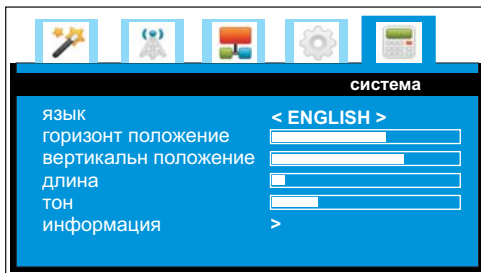 система
язык < ENGLISH >
горизонт положение
вертикальн положение
длина
тон
информация >